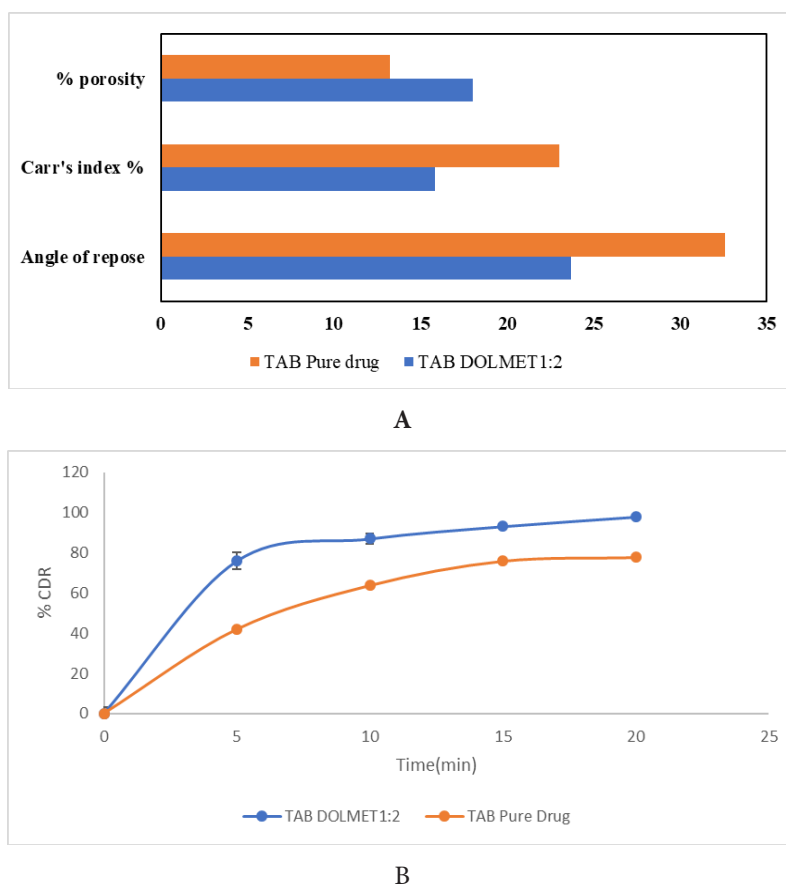 % porosity
Carr's index %
Angle of repose
0 5 10 15 20 25 30 35
TAB Pure drug TAB DOLMET1:2
A
120
100
80
60
40
20
0
% CDR
0 5 10 15 20 25
Time(min)
TAB DOLMET1:2 TAB Pure Drug
B